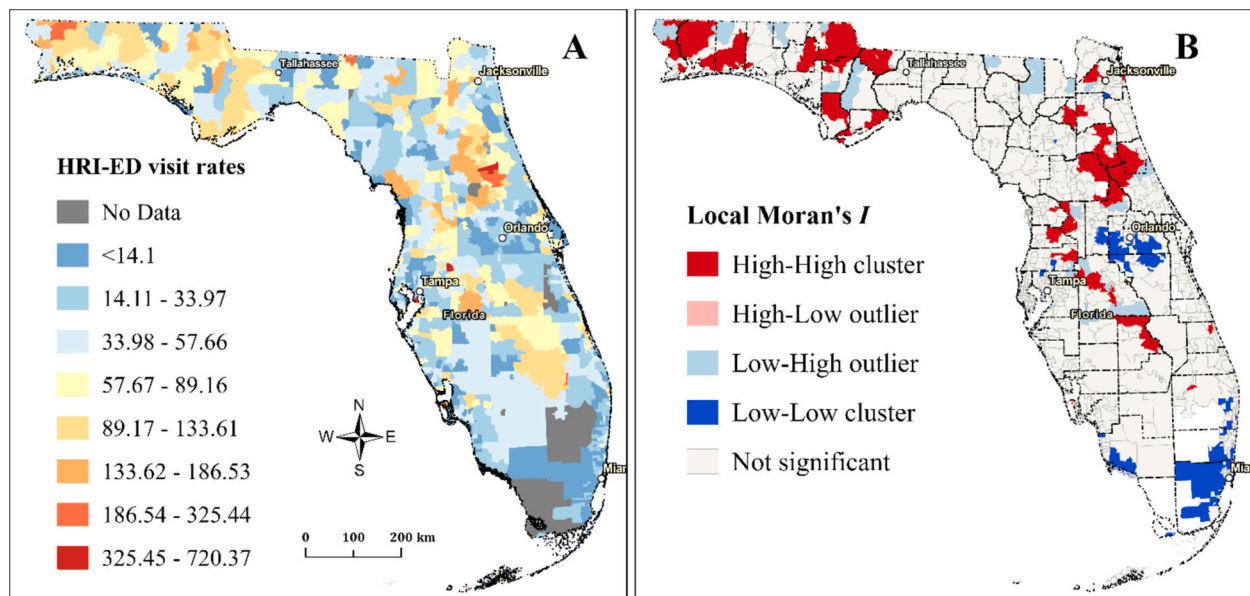 A
Tallahassee
Jacksonville
HRI-ED visit rates
No Data
<14.1
14.11 - 33.97
33.98 - 57.66
57.67 - 89.16
89.17 - 133.61
133.62 - 186.53
186.54 - 325.44
325.45 - 720.37
Orlando
Tampa
Florida
N
W E
S
Miar
0 100 200 km
B
Tallahassee
Jacksonville
Local Moran's I
High-High cluster
High-Low outlier
Low-High outlier
Low-Low cluster
Not significant
Orlando
Tampa
Florida
Mia